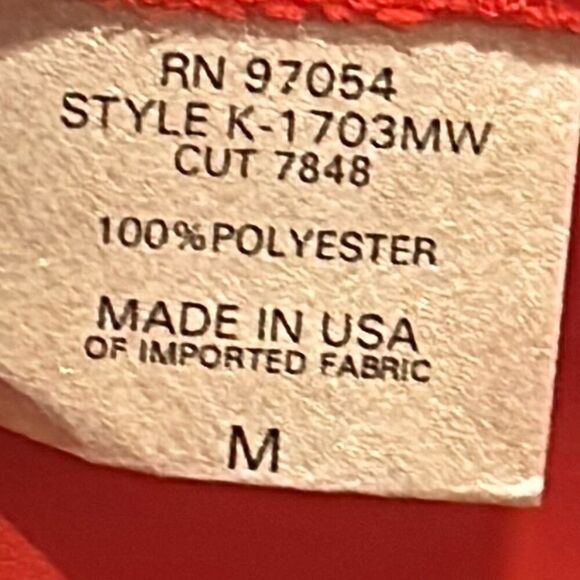 RN 97054
STYLE K-1703MW
CUT 7848
100%POLYESTER
MADE IN USA
OF IMPORTED FABRIC
M